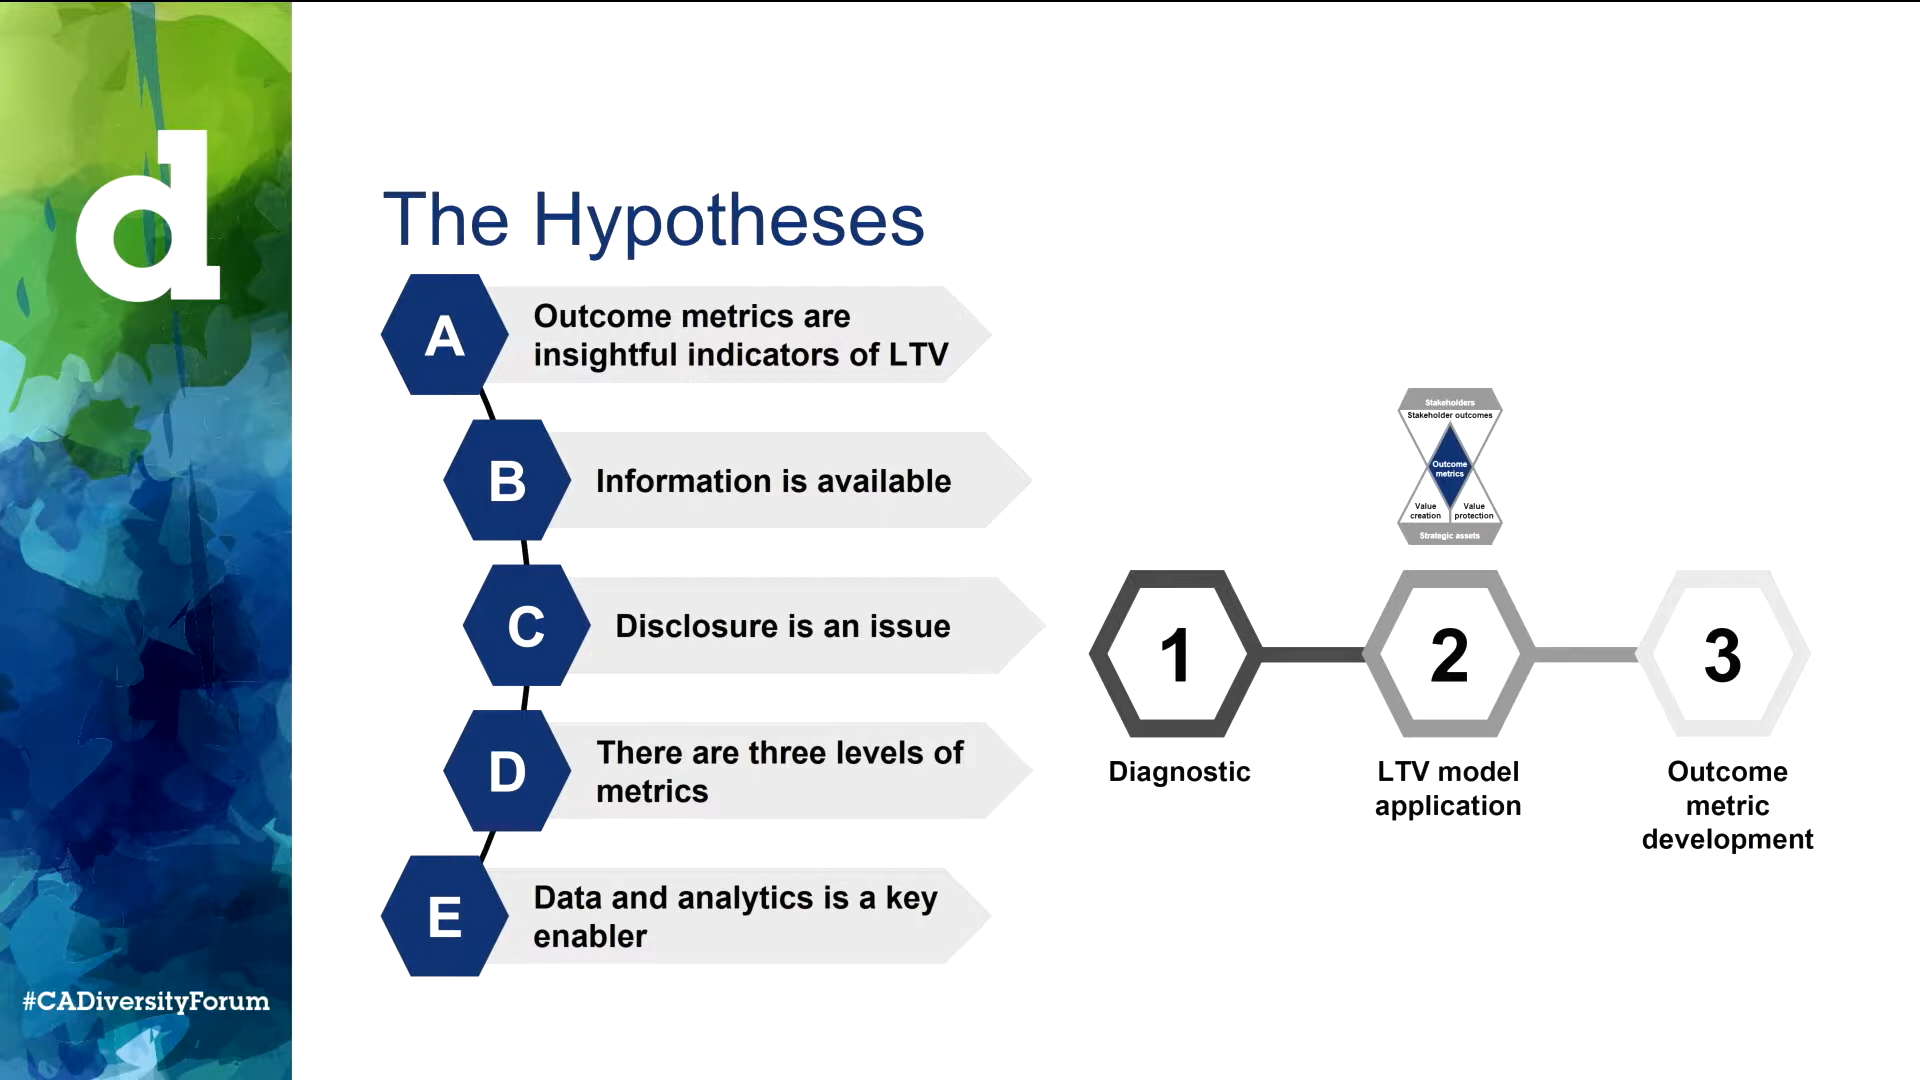 d
#CADiversityForum
The Hypotheses
A
Outcome metrics are
insightful indicators of LTV
B
Information is available
C
Disclosure is an issue
D
There are three levels of
metrics
E
Data and analytics is a key
enabler
Stakeholders
Stakeholder outcomes
Outcome
metrics
Value
creation
Value
protection
Strategic assets
1
Diagnostic
2
LTV model
application
3
Outcome
metric
development